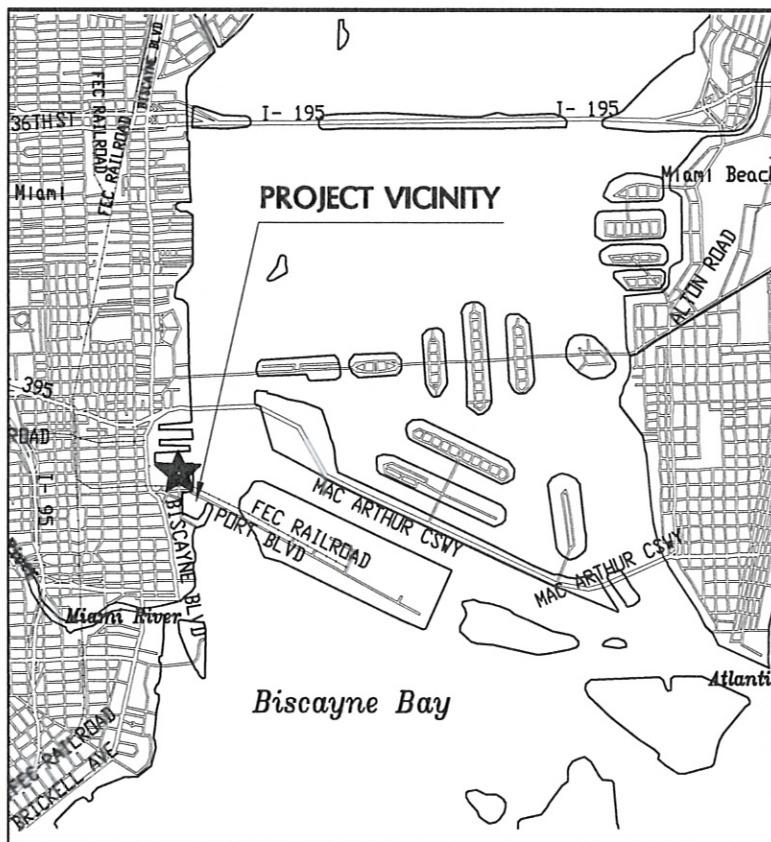 BISCAYNE BLVD
FEC RAILROAD
FEC RAILROAD
I- 195
I- 195
36TH ST
Miami
Miami Beach
PROJECT VICINITY
ALTON ROAD
395
ROAD
I- 95
MAC ARTHUR CSWY
FEC RAILROAD
PORT BLVD
BISCAYNE BLVD
MAC ARTHUR CSWY
Miami River
Biscayne Bay
Atlanti
FEC RAILROAD
BRICKELL AVE